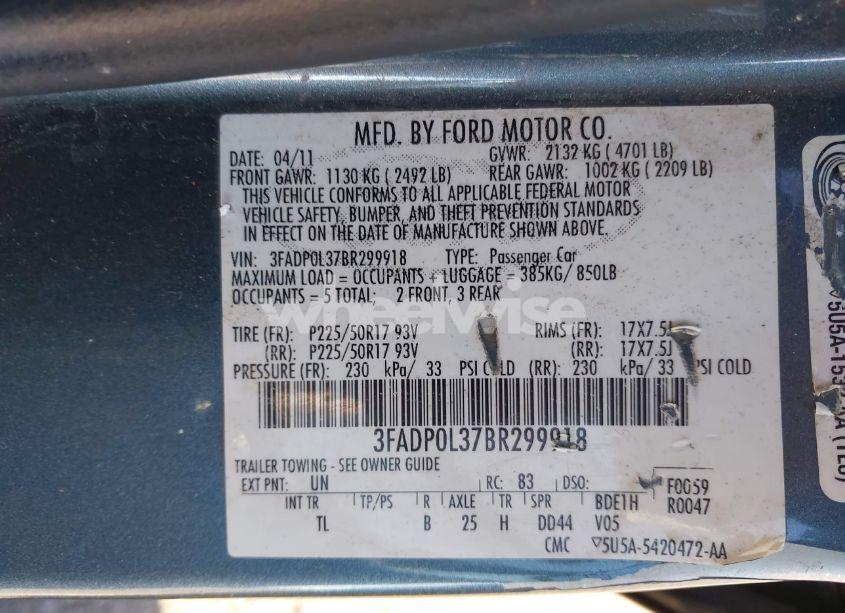 MFD. BY FORD MOTOR CO.
DATE: 04/11 GVWR: 2132 KG ( 4701 LB)
FRONT GAWR: 1130 KG ( 2492 LB) REAR GAWR: 1002 KG ( 2209 LB)
THIS VEHICLE CONFORMS TO ALL APPLICABLE FEDERAL MOTOR
VEHICLE SAFETY, BUMPER, AND THEFT PREVENTION STANDARDS
IN EFFECT ON THE DATE OF MANUFACTURE SHOWN ABOVE.
VIN: 3FADP0L37BR299918 TYPE: Passenger Car
MAXIMUM LOAD = OCCUPANTS + LUGGAGE = 385KG/ 850LB
OCCUPANTS = 5 TOTAL; 2 FRONT, 3 REAR
wheelwise
TIRE (FR): P225/50R17 93V RIMS (FR): 17X7.5J
(RR): P225/50R17 93V (RR): 17X7.5J
PRESSURE (FR): 230 kPa/ 33 PSI COLD (RR): 230 kPa/ 33 PSI COLD
3FADP0L37BR299918
TRAILER TOWING - SEE OWNER GUIDE
EXT PNT: UN RC: 83 DSO: F0059
INT TR TP/PS R AXLE TR SPR BDE1H R0047
TL B 25 H DD44 V05
CMC ▽5U5A-5420472-AA